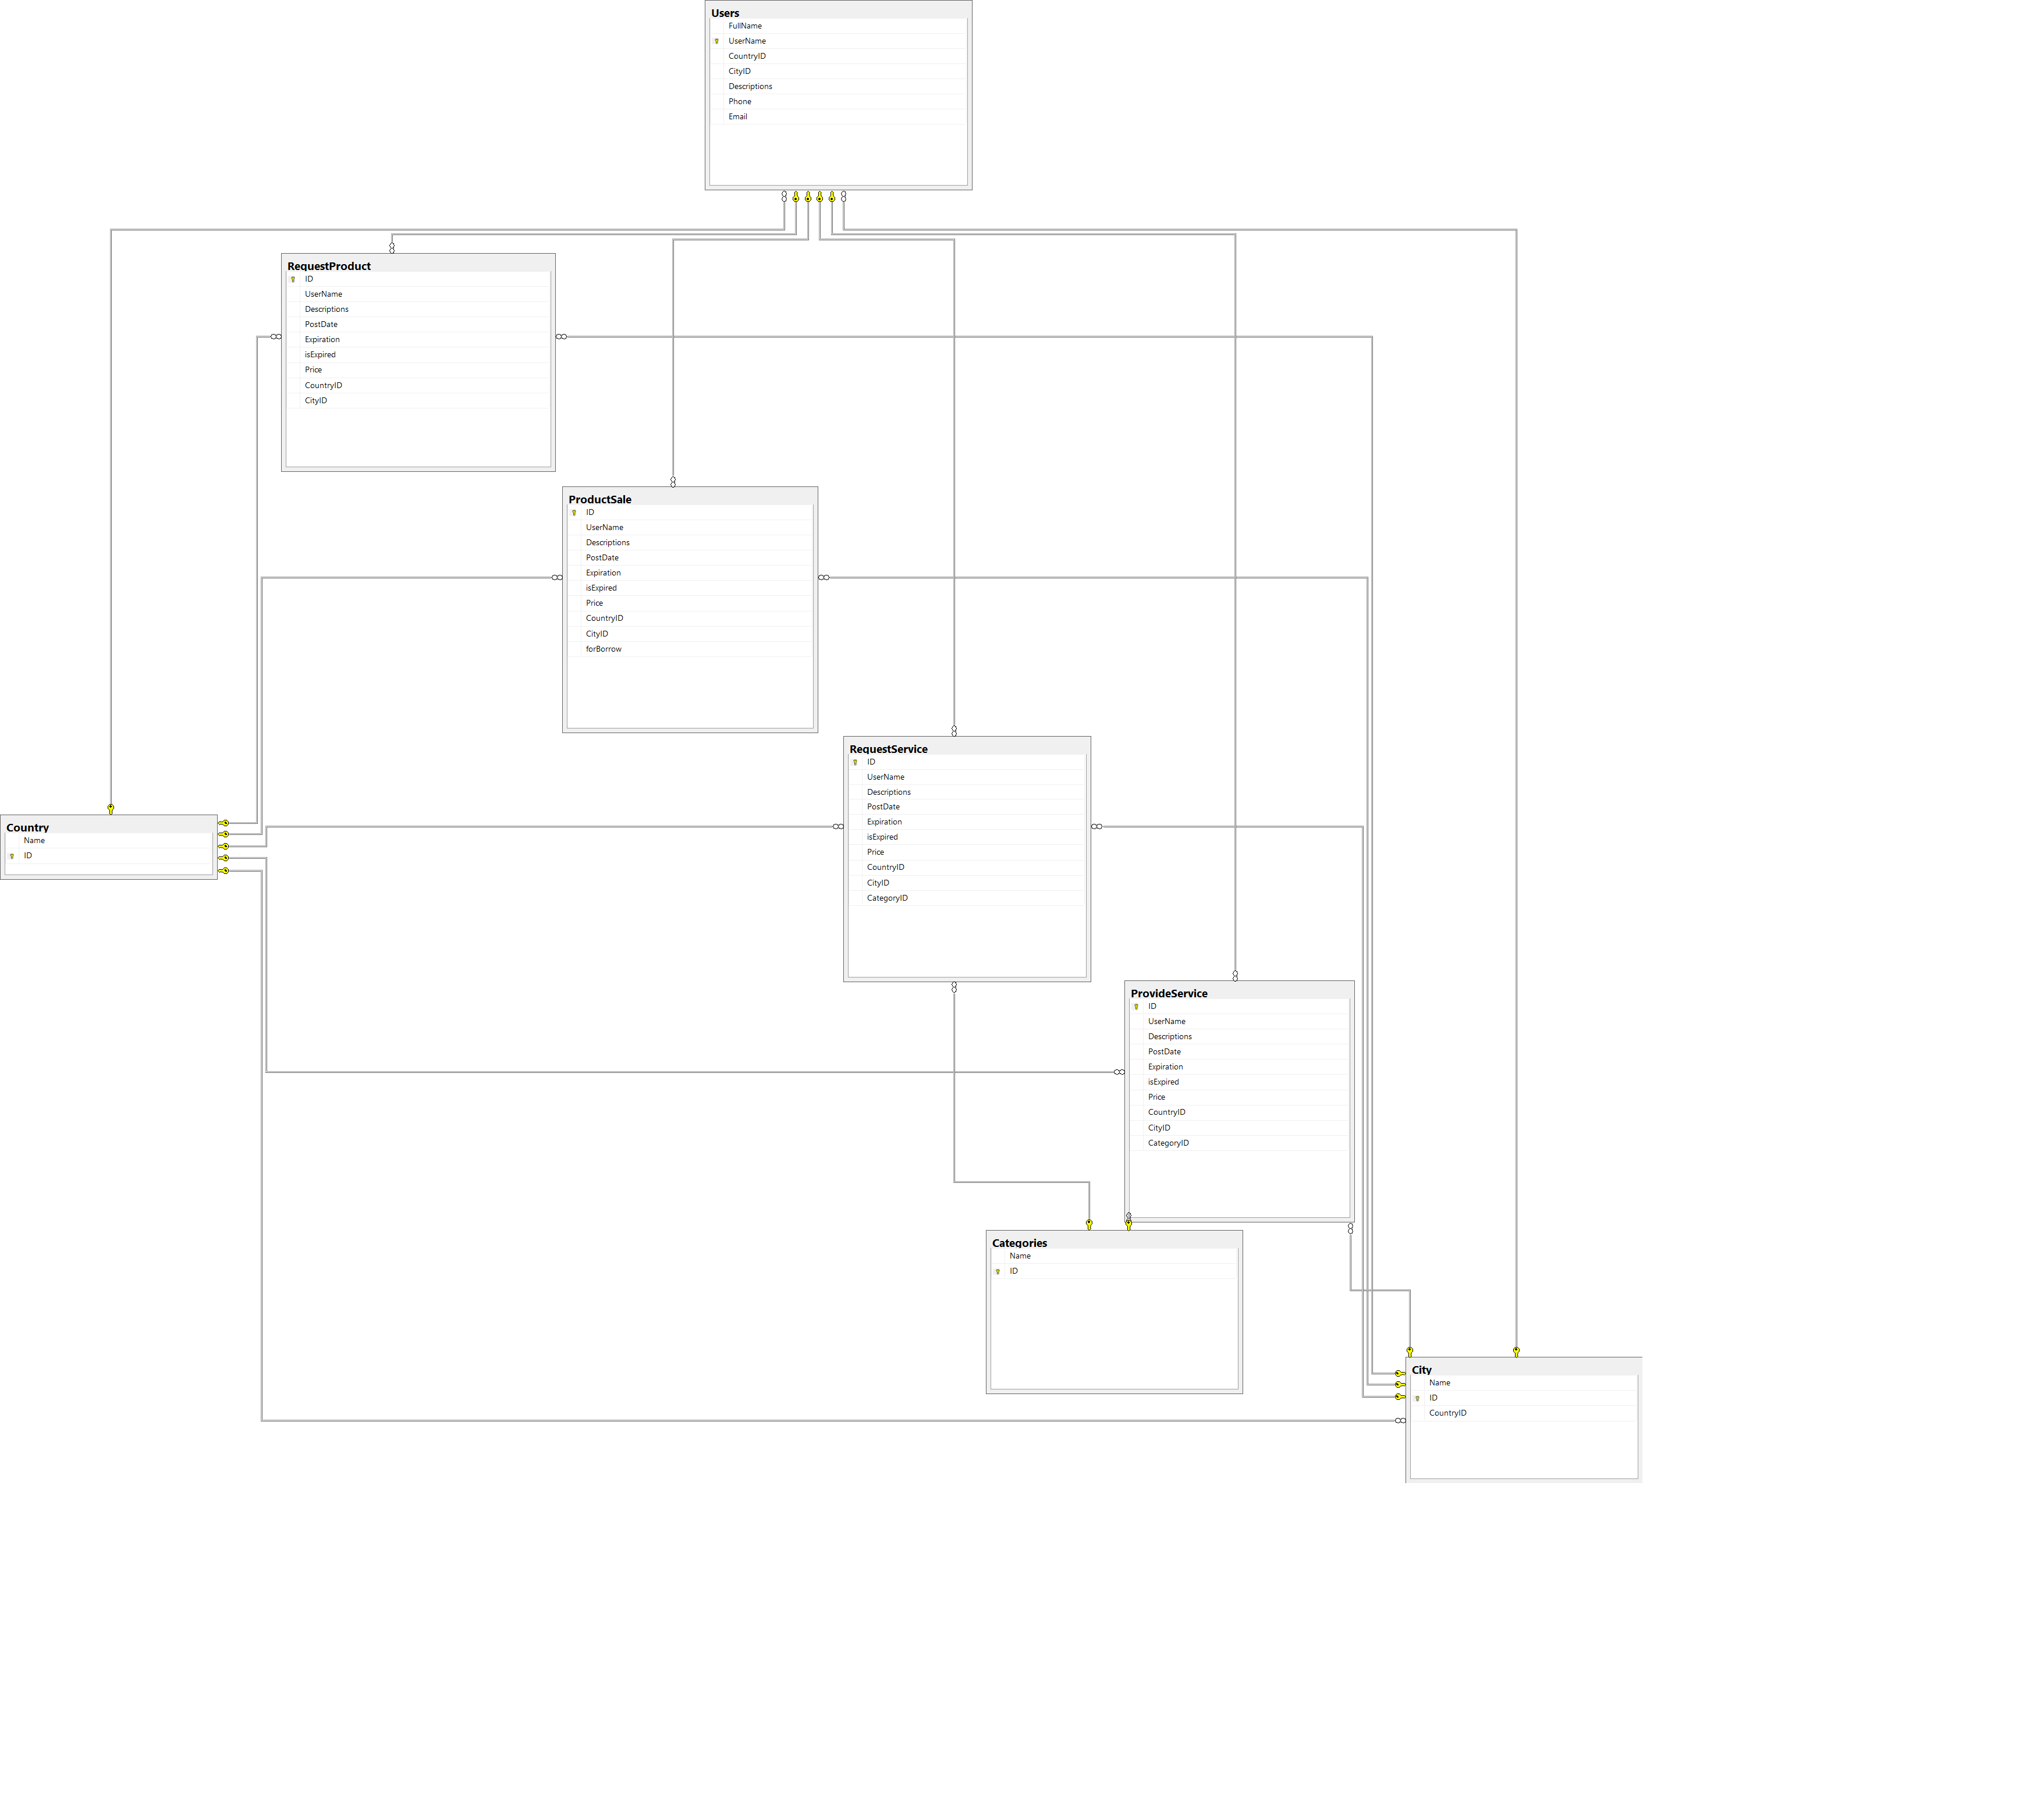 Users
FullName
UserName
CountryID
CityID
Descriptions
Phone
Email
RequestProduct
ID
UserName
Descriptions
PostDate
Expiration
isExpired
Price
CountryID
CityID
ProductSale
ID
UserName
Descriptions
PostDate
Expiration
isExpired
Price
CountryID
CityID
forBorrow
RequestService
ID
UserName
Descriptions
PostDate
Expiration
isExpired
Price
CountryID
CityID
CategoryID
Country
Name
ID
ProvideService
ID
UserName
Descriptions
PostDate
Expiration
isExpired
Price
CountryID
CityID
CategoryID
Categories
Name
ID
City
Name
ID
CountryID